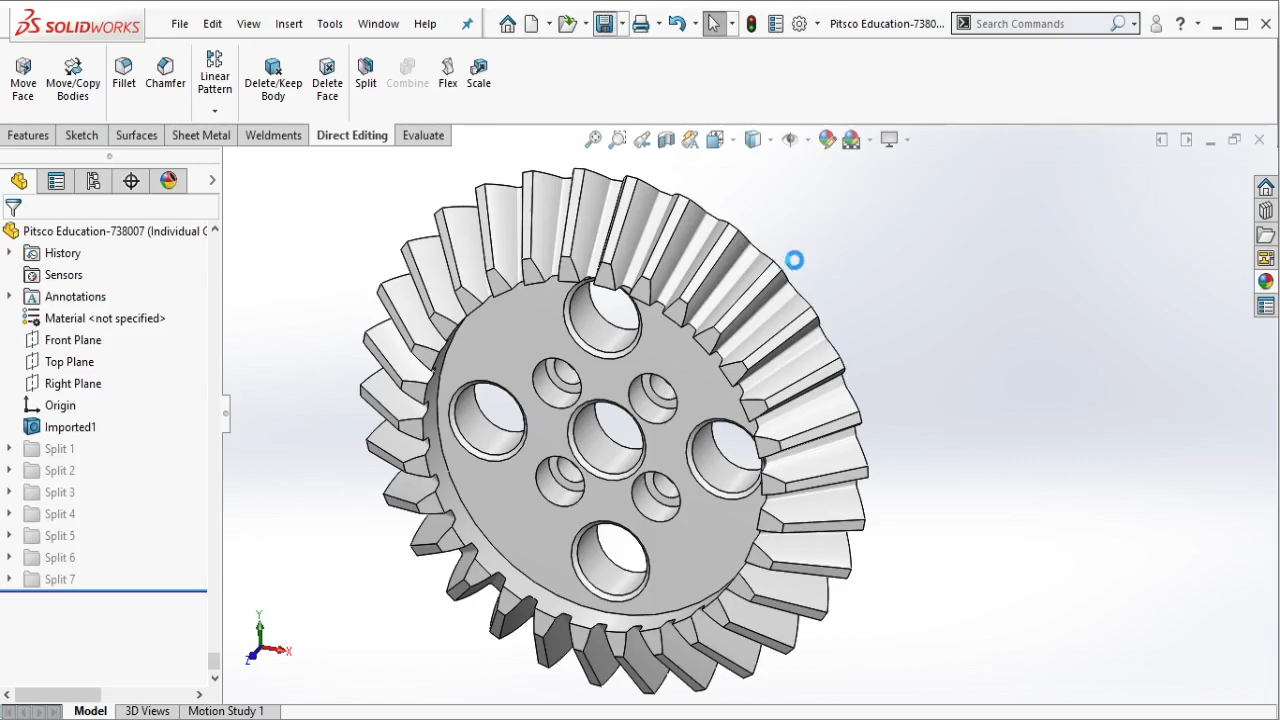 SOLIDWORKS
File Edit View Insert Tools Window Help
Pitsco Education-7380...
Search Commands
Move Face
Move/Copy Bodies
Fillet
Chamfer
Linear Pattern
Delete/Keep Body
Delete Face
Split
Combine
Flex
Scale
Features Sketch Surfaces Sheet Metal Weldments Direct Editing Evaluate
Pitsco Education-738007 (Individual
History
Sensors
Annotations
Material <not specified>
Front Plane
Top Plane
Right Plane
Origin
Imported1
Split 1
Split 2
Split 3
Split 4
Split 5
Split 6
Split 7
Y
X
Z
Model 3D Views Motion Study 1